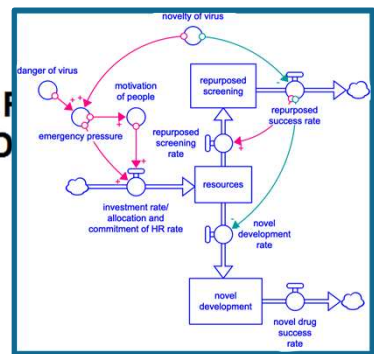 novelty of virus
danger of virus
motivation
of people
repurposed
screening
emergency pressure
repurposed
success rate
repurposed
screening
rate
resources
investment rate/
allocation and
commitment of HR rate
novel
development
rate
novel
development
novel drug
success
rate